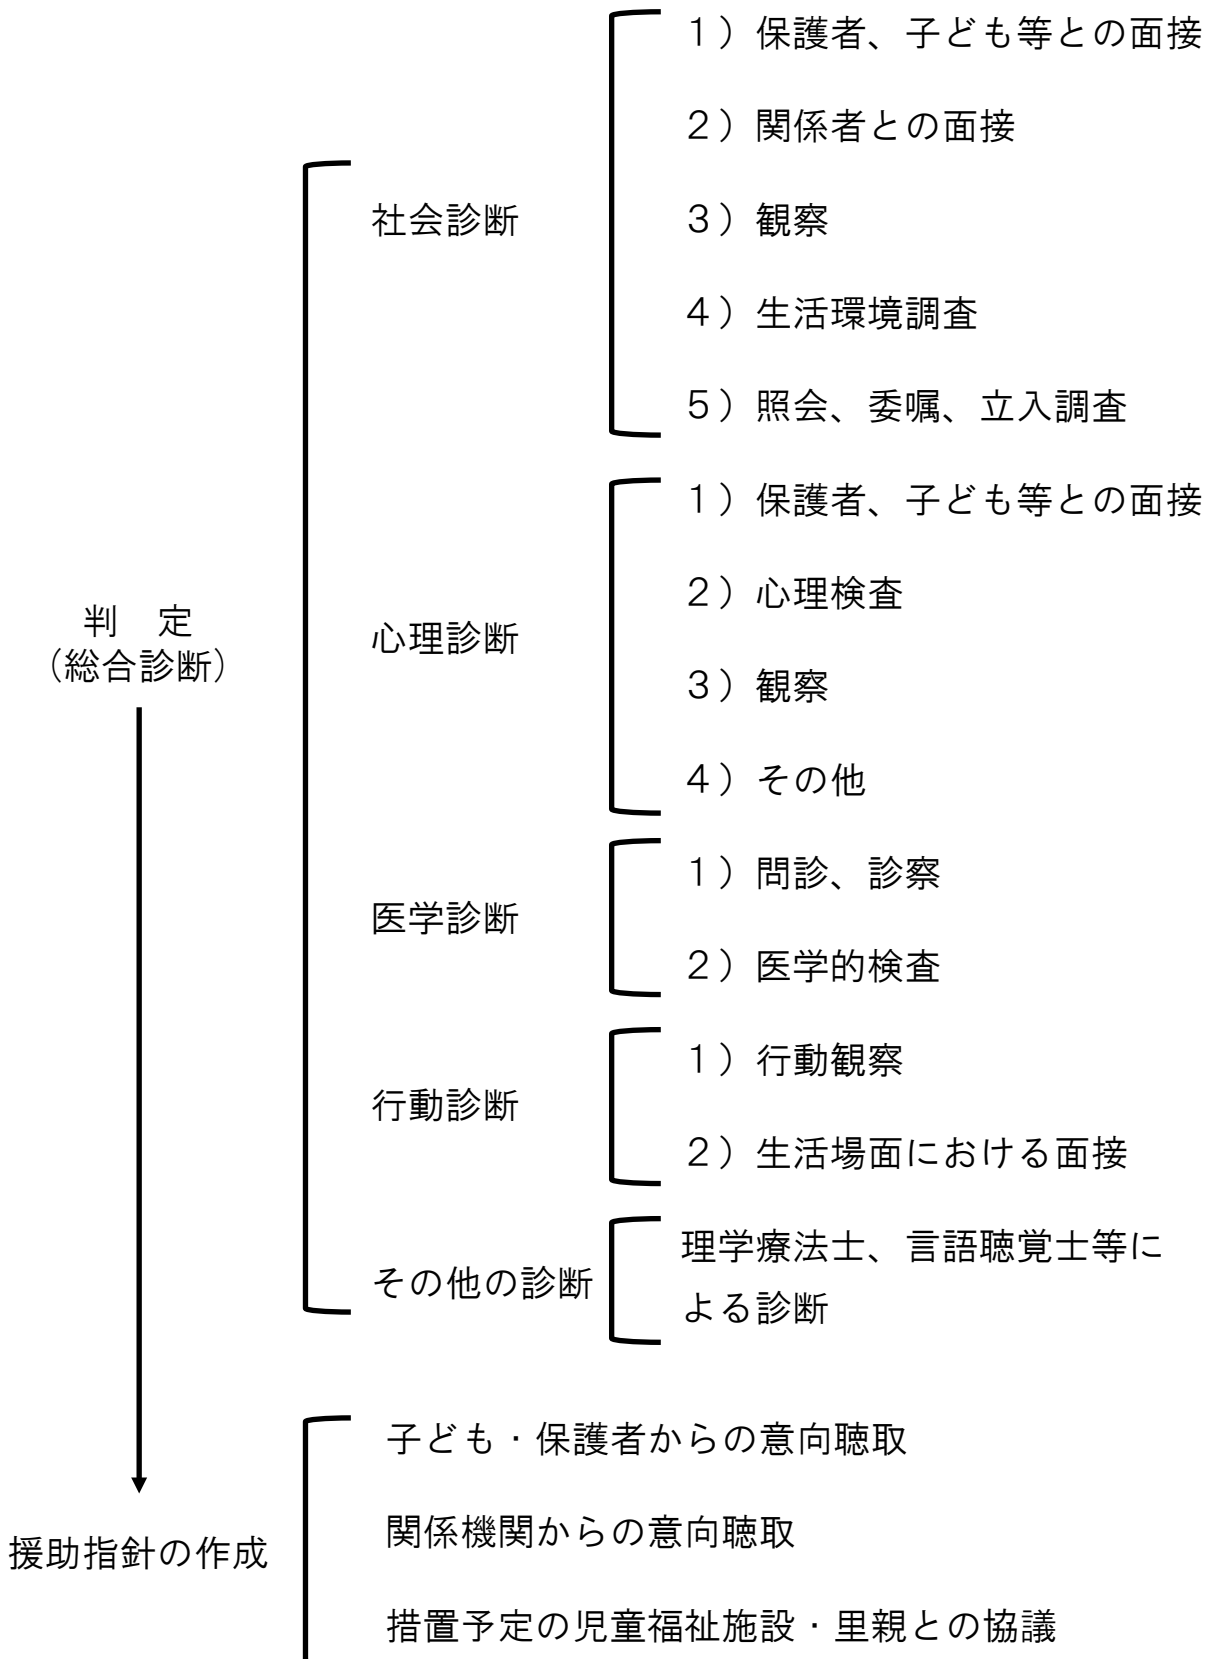 判　定
（総合診断）
社会診断
１）保護者、子ども等との面接
２）関係者との面接
３）観察
４）生活環境調査
５）照会、委嘱、立入調査
心理診断
１）保護者、子ども等との面接
２）心理検査
３）観察
４）その他
医学診断
１）問診、診察
２）医学的検査
行動診断
１）行動観察
２）生活場面における面接
その他の診断
理学療法士、言語聴覚士等に
よる診断
援助指針の作成
子ども・保護者からの意向聴取
関係機関からの意向聴取
措置予定の児童福祉施設・里親との協議